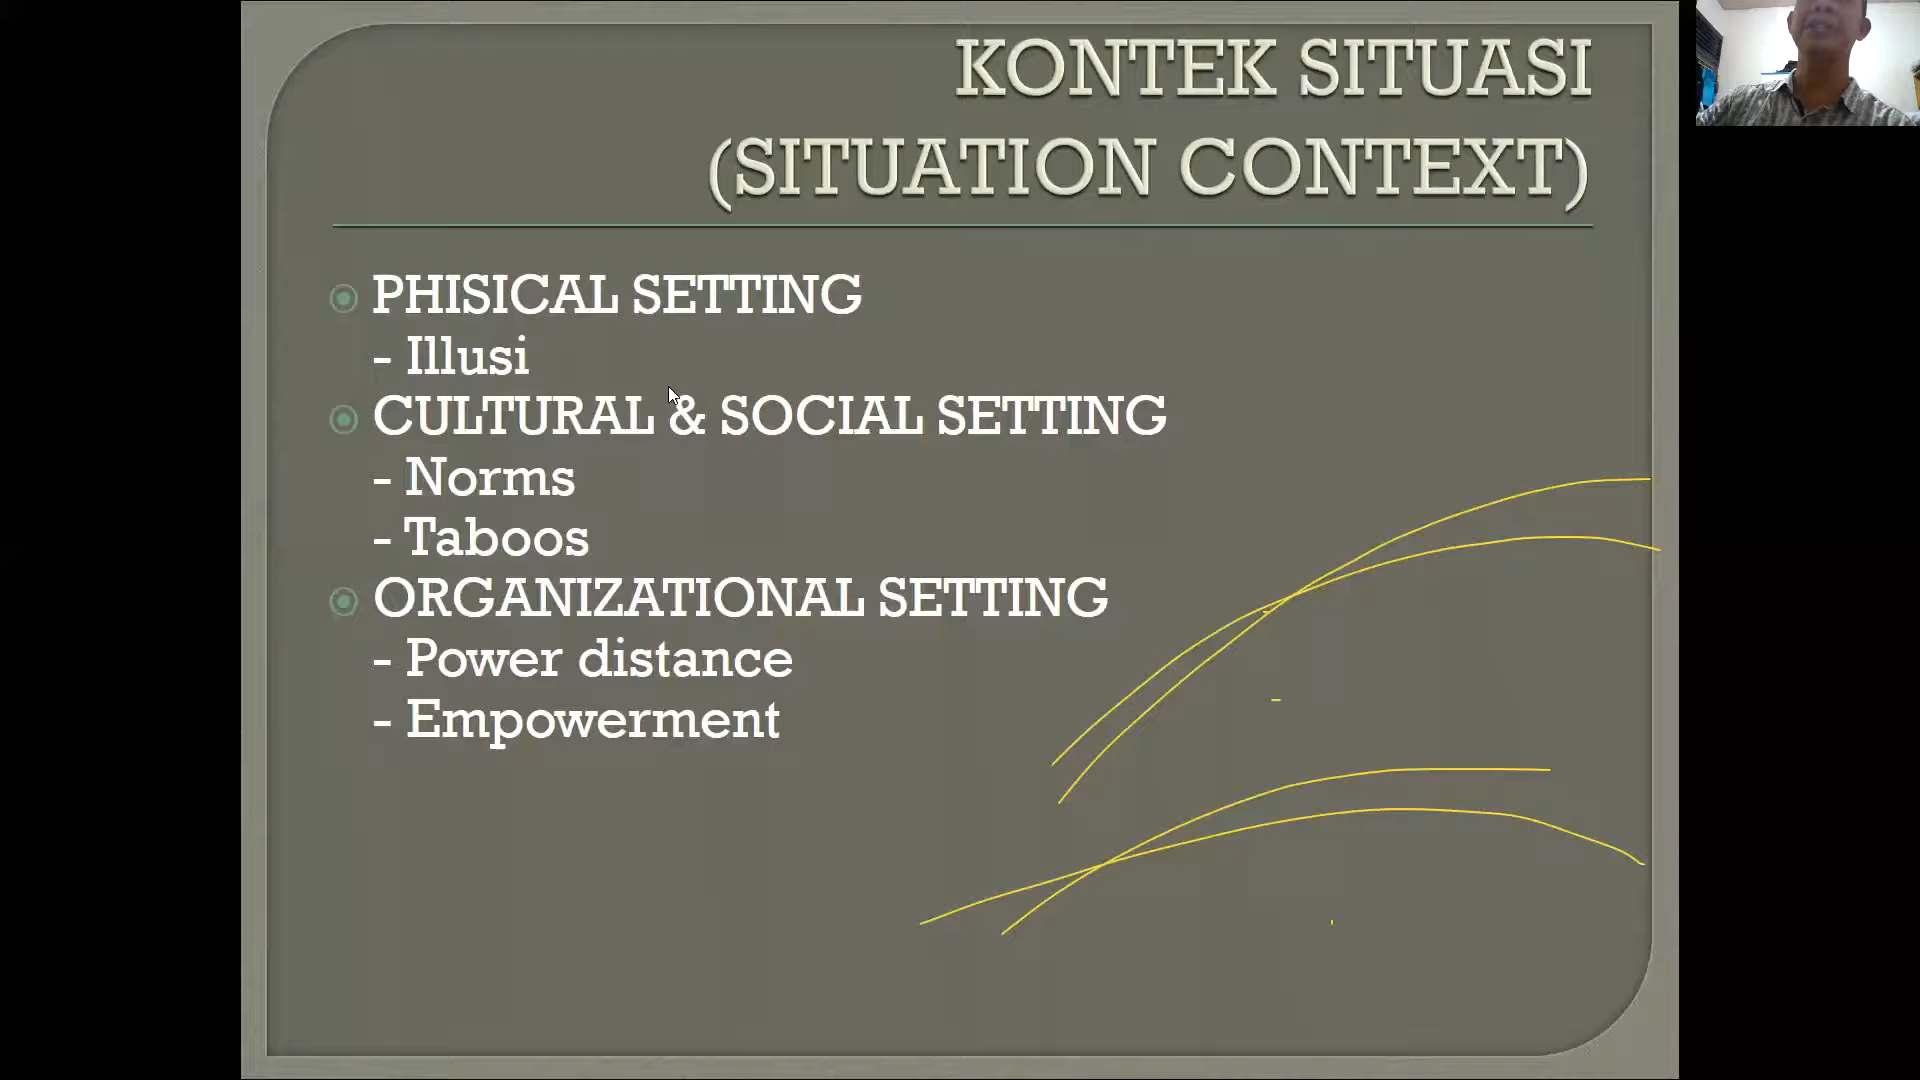 KONTEK SITUASI
(SITUATION CONTEXT)
PHISICAL SETTING
- Illusi
CULTURAL & SOCIAL SETTING
- Norms
- Taboos
ORGANIZATIONAL SETTING
- Power distance
- Empowerment